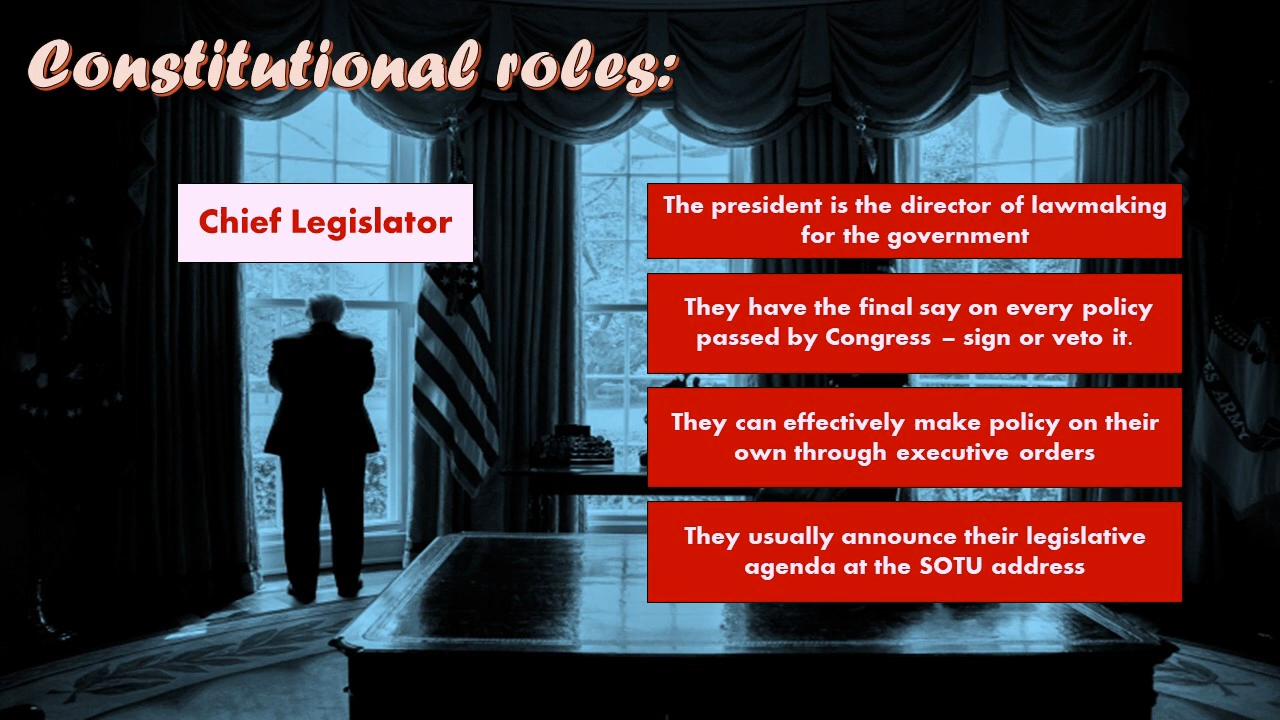 Constitutional roles:
Chief Legislator
The president is the director of lawmaking
for the government
They have the final say on every policy
passed by Congress – sign or veto it.
They can effectively make policy on their
own through executive orders
They usually announce their legislative
agenda at the SOTU address
ES ARMY